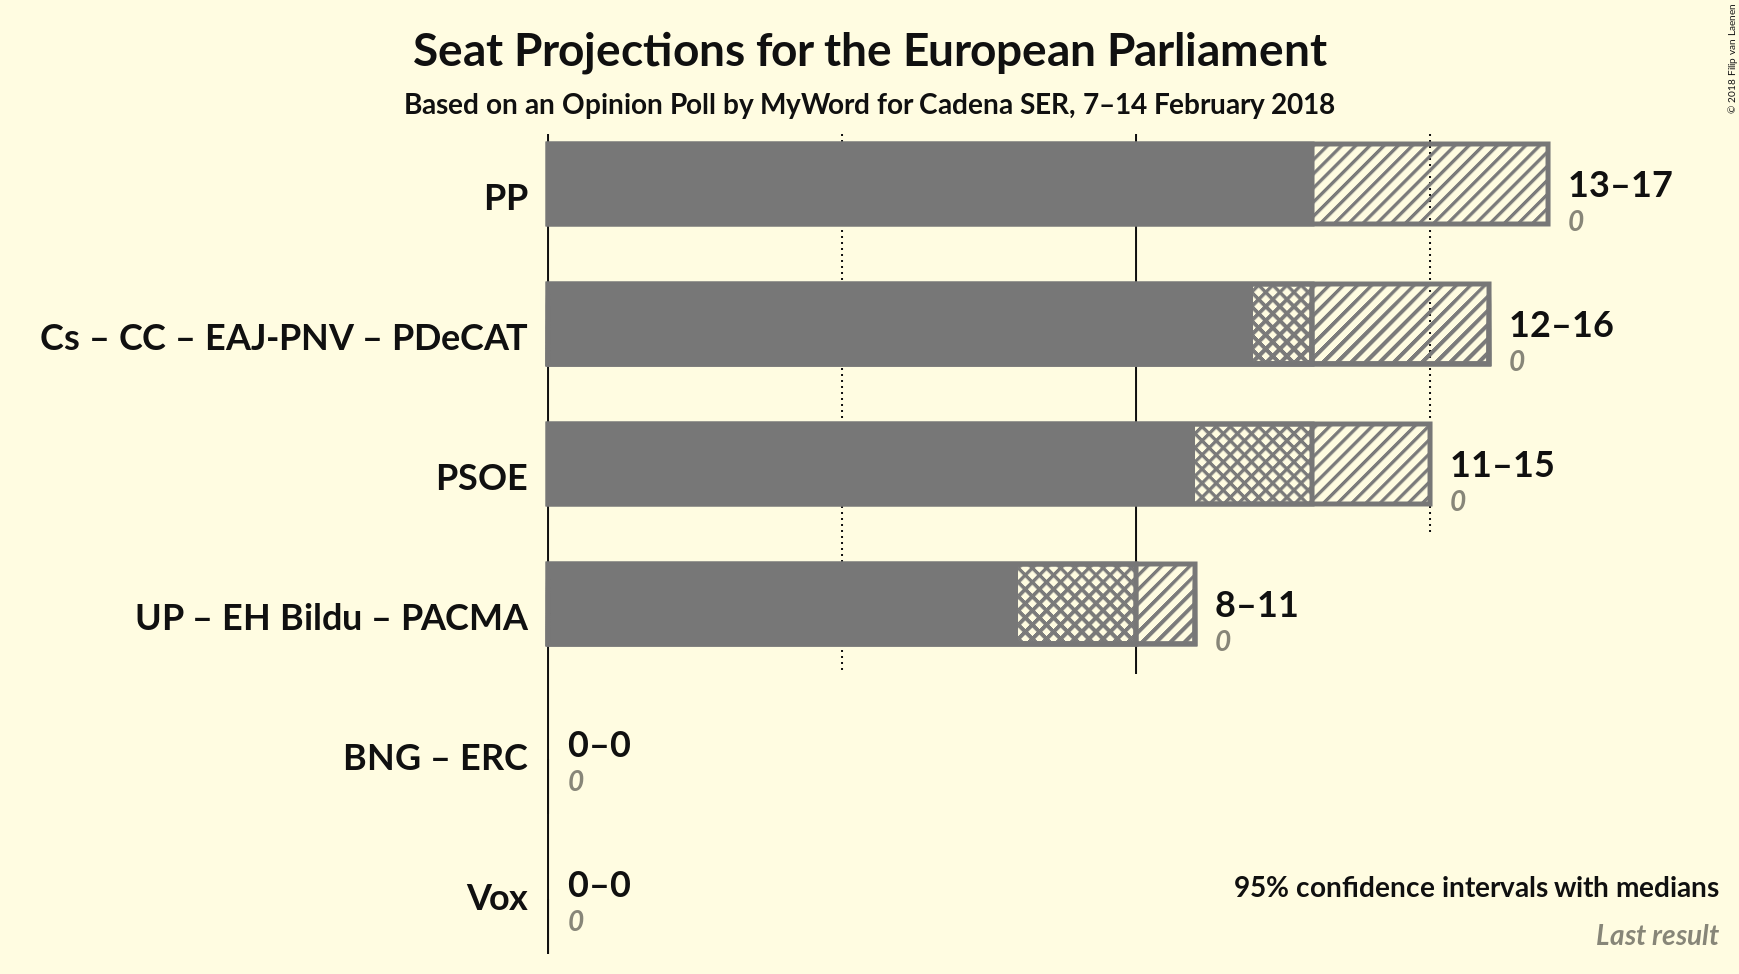 Seat Projections for the European Parliament
Based on an Opinion Poll by MyWord for Cadena SER, 7–14 February 2018
© 2018 Filip van Laenen
PP
13–17
0
Cs – CC – EAJ-PNV – PDeCAT
12–16
0
PSOE
11–15
0
UP – EH Bildu – PACMA
8–11
0
BNG – ERC
0–0
0
Vox
0–0
0
95% confidence intervals with medians
Last result